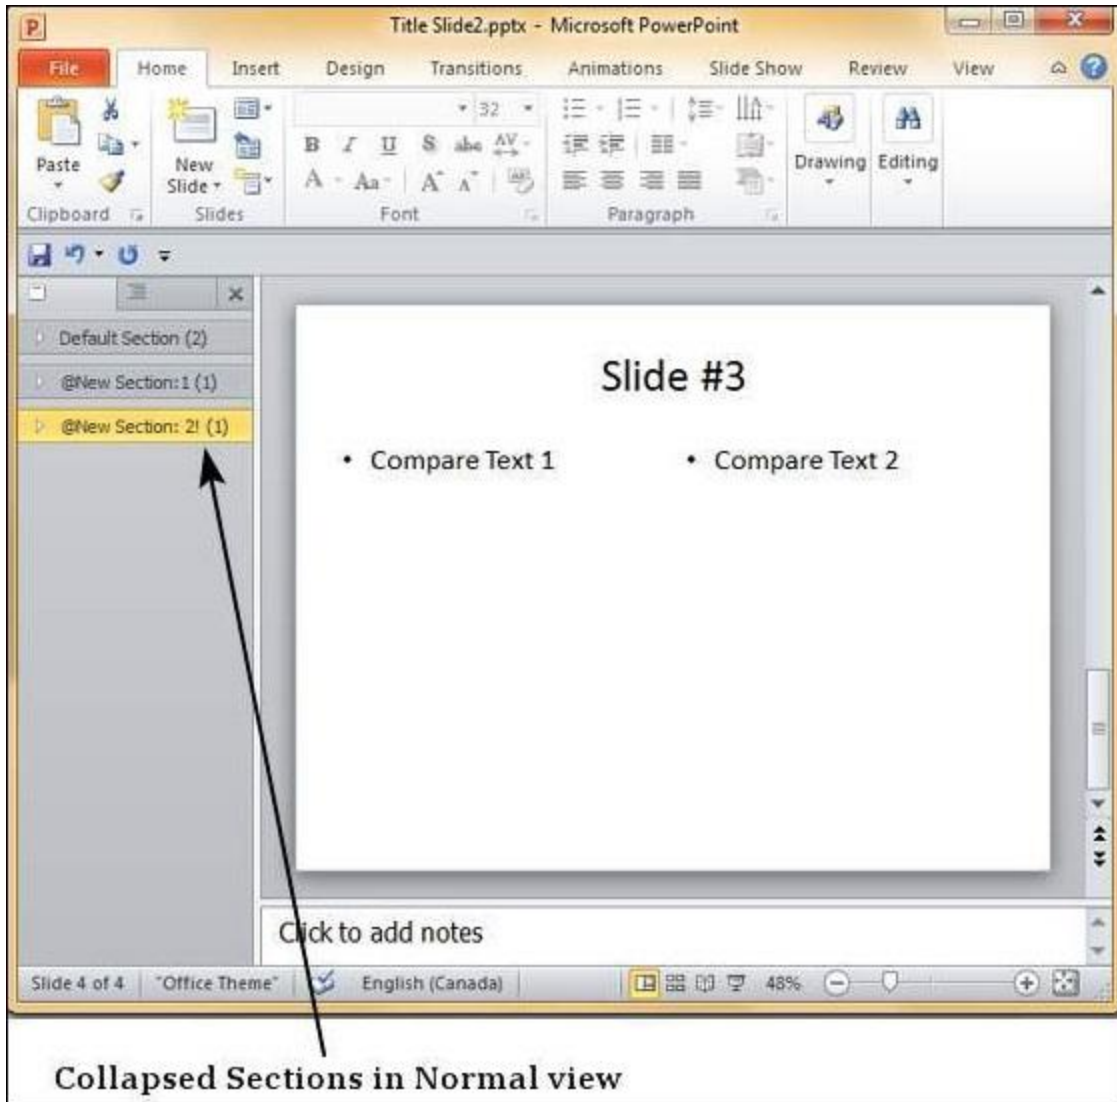 P
Title Slide2.pptx - Microsoft PowerPoint
File Home Insert Design Transitions Animations Slide Show Review View
Paste
New Slide
32
B I U S abc AV
A Aa A A
Drawing Editing
Clipboard Slides Font Paragraph
Default Section (2)
@New Section:1 (1)
@New Section: 2! (1)
Slide #3
• Compare Text 1 • Compare Text 2
Click to add notes
Slide 4 of 4 "Office Theme" English (Canada) 48%
Collapsed Sections in Normal view